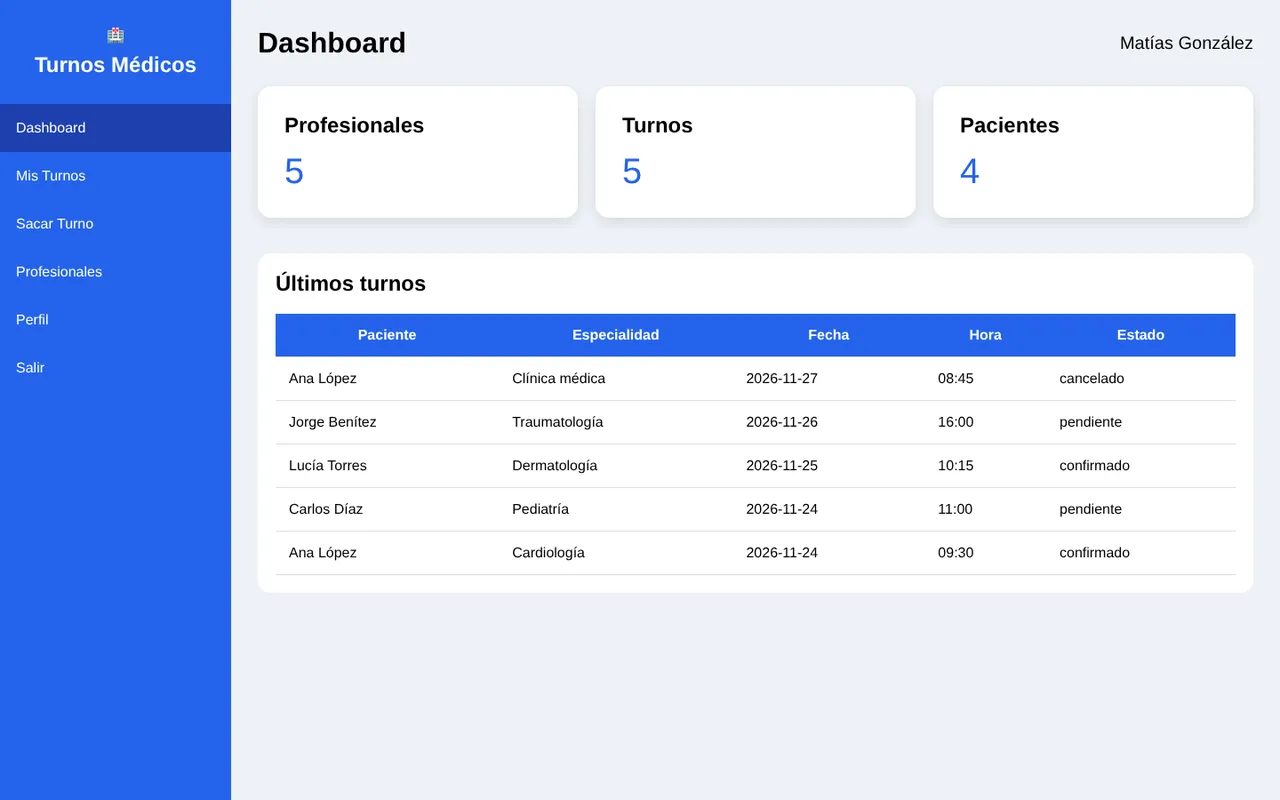 Turnos Médicos
Dashboard
Mis Turnos
Sacar Turno
Profesionales
Perfil
Salir
Dashboard
Matías González
Profesionales
5
Turnos
5
Pacientes
4
Últimos turnos
Paciente Especialidad Fecha Hora Estado
Ana López Clínica médica 2026-11-27 08:45 cancelado
Jorge Benítez Traumatología 2026-11-26 16:00 pendiente
Lucía Torres Dermatología 2026-11-25 10:15 confirmado
Carlos Díaz Pediatría 2026-11-24 11:00 pendiente
Ana López Cardiología 2026-11-24 09:30 confirmado